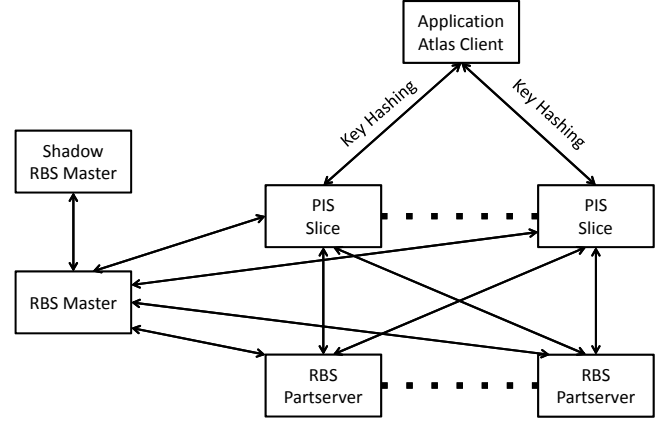 Application
Atlas Client
Key Hashing
Key Hashing
Shadow
RBS Master
PIS
Slice
PIS
Slice
RBS Master
RBS
Partserver
RBS
Partserver